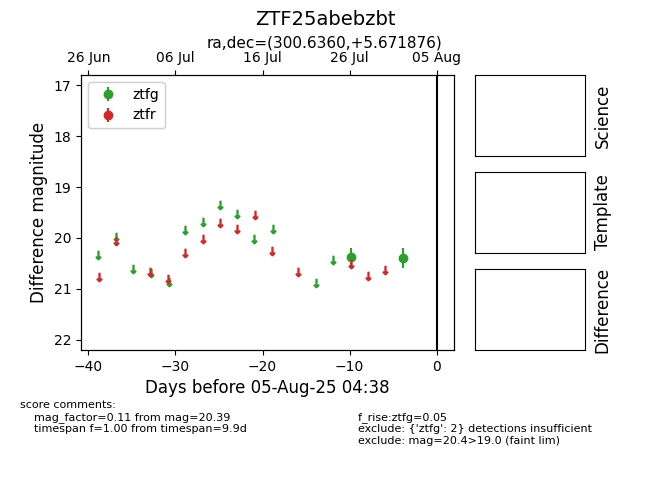 ZTF25abebzbt
ra,dec=(300.6360,+5.671876)
26 Jun 06 Jul 16 Jul 26 Jul 05 Aug
ztfg
ztfr
17
18
19
20
21
22
Difference magnitude
−40 −30 −20 −10 0
Days before 05-Aug-25 04:38
Science
Template
Difference
score comments:
mag_factor=0.11 from mag=20.39
timespan f=1.00 from timespan=9.9d
f_rise:ztfg=0.05
exclude: {'ztfg': 2} detections insufficient
exclude: mag=20.4>19.0 (faint lim)